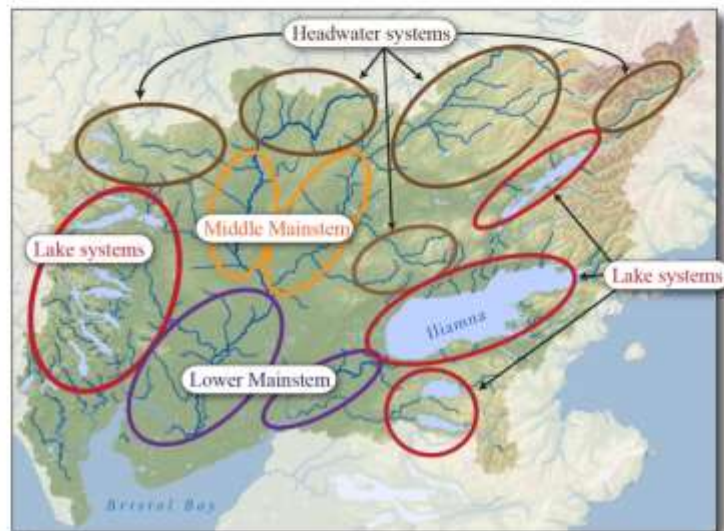 Headwater systems
Middle Mainstem
Lake systems
Lake systems
Iliamna
Lower Mainstem
Bristol Bay